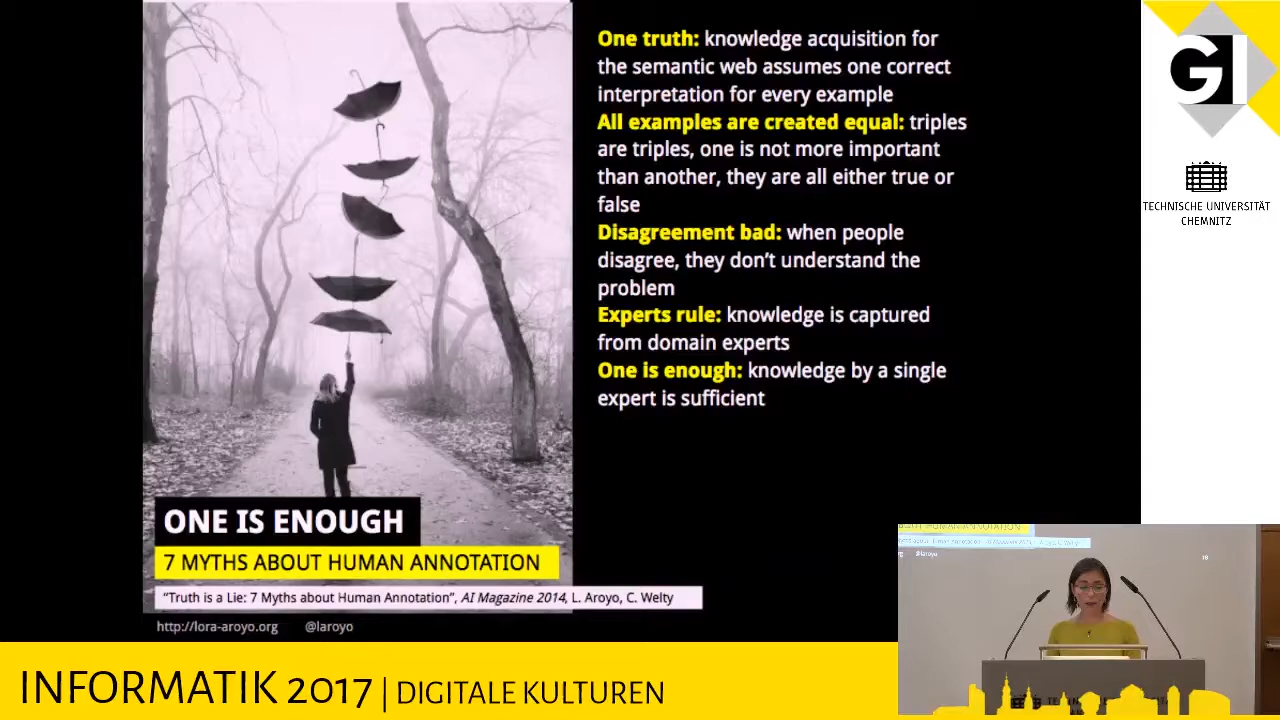 One truth: knowledge acquisition for
the semantic web assumes one correct
interpretation for every example
All examples are created equal: triples
are triples, one is not more important
than another, they are all either true or
false
Disagreement bad: when people
disagree, they don't understand the
problem
Experts rule: knowledge is captured
from domain experts
One is enough: knowledge by a single
expert is sufficient
ONE IS ENOUGH
7 MYTHS ABOUT HUMAN ANNOTATION
“Truth is a Lie: 7 Myths about Human Annotation”, AI Magazine 2014, L. Aroyo, C. Welty
http://lora-aroyo.org @laroyo
GI
TECHNISCHE UNIVERSITÄT
CHEMNITZ
@laroyo
INFORMATIK 2017 | DIGITALE KULTUREN